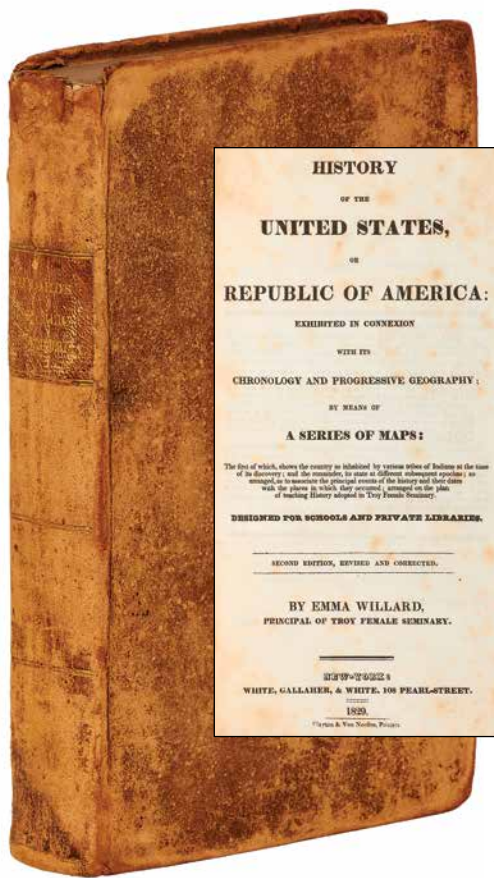 HISTORY
OF THE
UNITED STATES,
OR
REPUBLIC OF AMERICA:
EXHIBITED IN CONNEXION
WITH ITS
CHRONOLOGY AND PROGRESSIVE GEOGRAPHY;
BY MEANS OF
A SERIES OF MAPS:
The first of which, shows the country as inhabited by various tribes of Indians at the time
of its discovery; and the remainder, its state at different subsequent epochs; so
arranged, as to associate the principal events of the history and their dates
with the places in which they occurred; arranged on the plan
of teaching History adopted in Troy Female Seminary.
DESIGNED FOR SCHOOLS AND PRIVATE LIBRARIES.
SECOND EDITION, REVISED AND CORRECTED.
BY EMMA WILLARD,
PRINCIPAL OF TROY FEMALE SEMINARY.
NEW-YORK:
WHITE, GALLAHER, & WHITE, 108 PEARL-STREET.
1829.